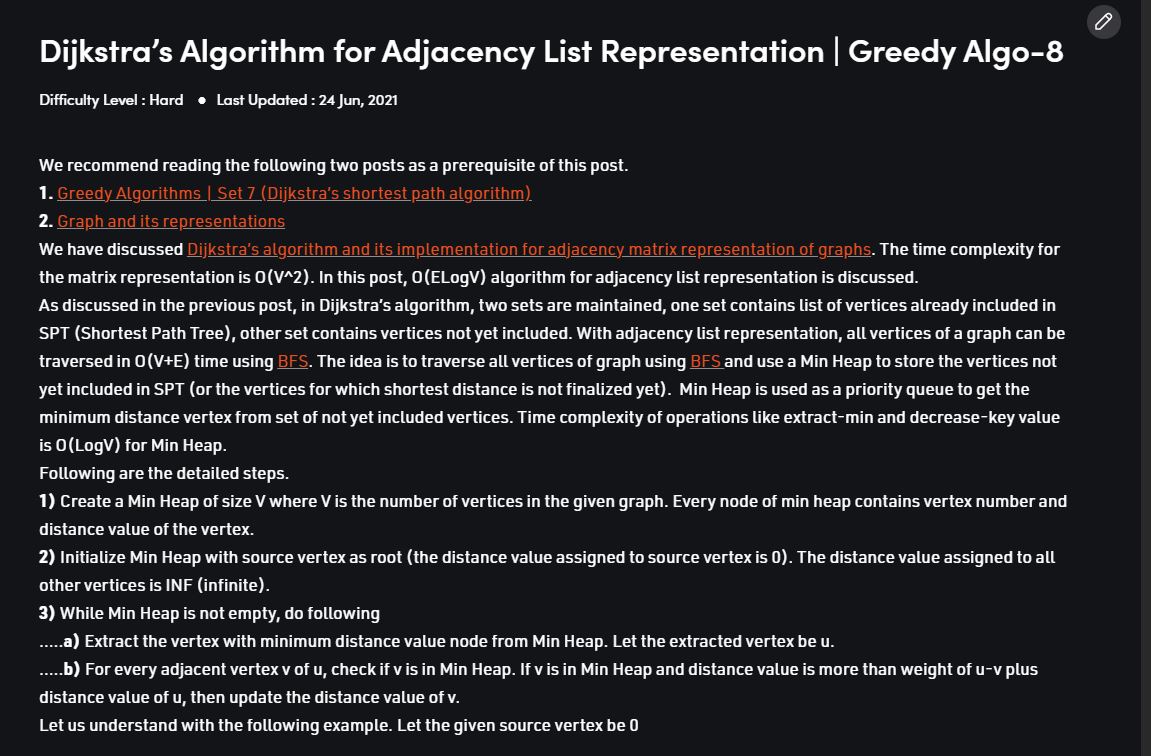 Dijkstra’s Algorithm for Adjacency List Representation | Greedy Algo-8
Difficulty Level : Hard ● Last Updated : 24 Jun, 2021
We recommend reading the following two posts as a prerequisite of this post.
1. Greedy Algorithms | Set 7 (Dijkstra’s shortest path algorithm)
2. Graph and its representations
We have discussed Dijkstra’s algorithm and its implementation for adjacency matrix representation of graphs. The time complexity for
the matrix representation is O(V^2). In this post, O(ELogV) algorithm for adjacency list representation is discussed.
As discussed in the previous post, in Dijkstra’s algorithm, two sets are maintained, one set contains list of vertices already included in
SPT (Shortest Path Tree), other set contains vertices not yet included. With adjacency list representation, all vertices of a graph can be
traversed in O(V+E) time using BFS. The idea is to traverse all vertices of graph using BFS and use a Min Heap to store the vertices not
yet included in SPT (or the vertices for which shortest distance is not finalized yet).  Min Heap is used as a priority queue to get the
minimum distance vertex from set of not yet included vertices. Time complexity of operations like extract-min and decrease-key value
is O(LogV) for Min Heap.
Following are the detailed steps.
1) Create a Min Heap of size V where V is the number of vertices in the given graph. Every node of min heap contains vertex number and
distance value of the vertex.
2) Initialize Min Heap with source vertex as root (the distance value assigned to source vertex is 0). The distance value assigned to all
other vertices is INF (infinite).
3) While Min Heap is not empty, do following
.....a) Extract the vertex with minimum distance value node from Min Heap. Let the extracted vertex be u.
.....b) For every adjacent vertex v of u, check if v is in Min Heap. If v is in Min Heap and distance value is more than weight of u-v plus
distance value of u, then update the distance value of v.
Let us understand with the following example. Let the given source vertex be 0